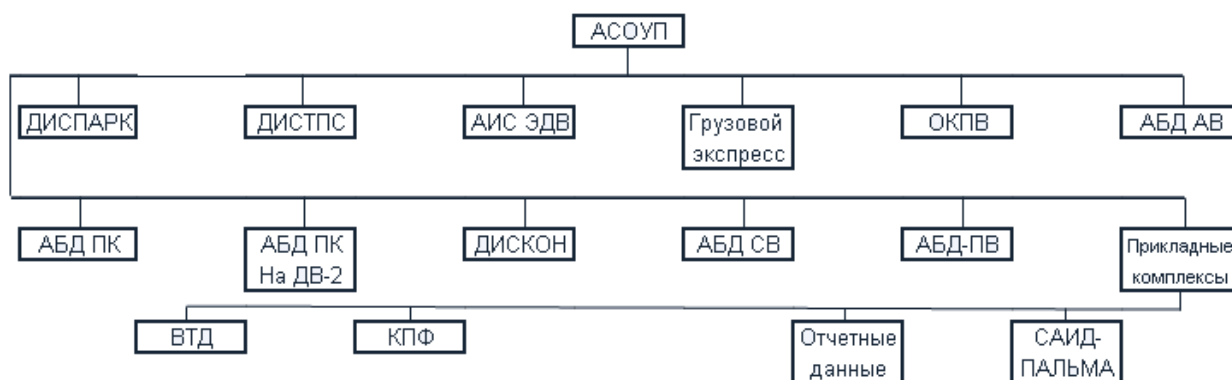 АСОУП
ДИСПАРК
ДИСТПС
АИС ЭДВ
Грузовой
экспресс
ОКПВ
АБД АВ
АБД ПК
АБД ПК
На ДВ-2
ДИСКОН
АБД СВ
АБД-ПВ
Прикладные
комплексы
ВТД
КПФ
Отчетные
данные
САИД-
ПАЛЬМА